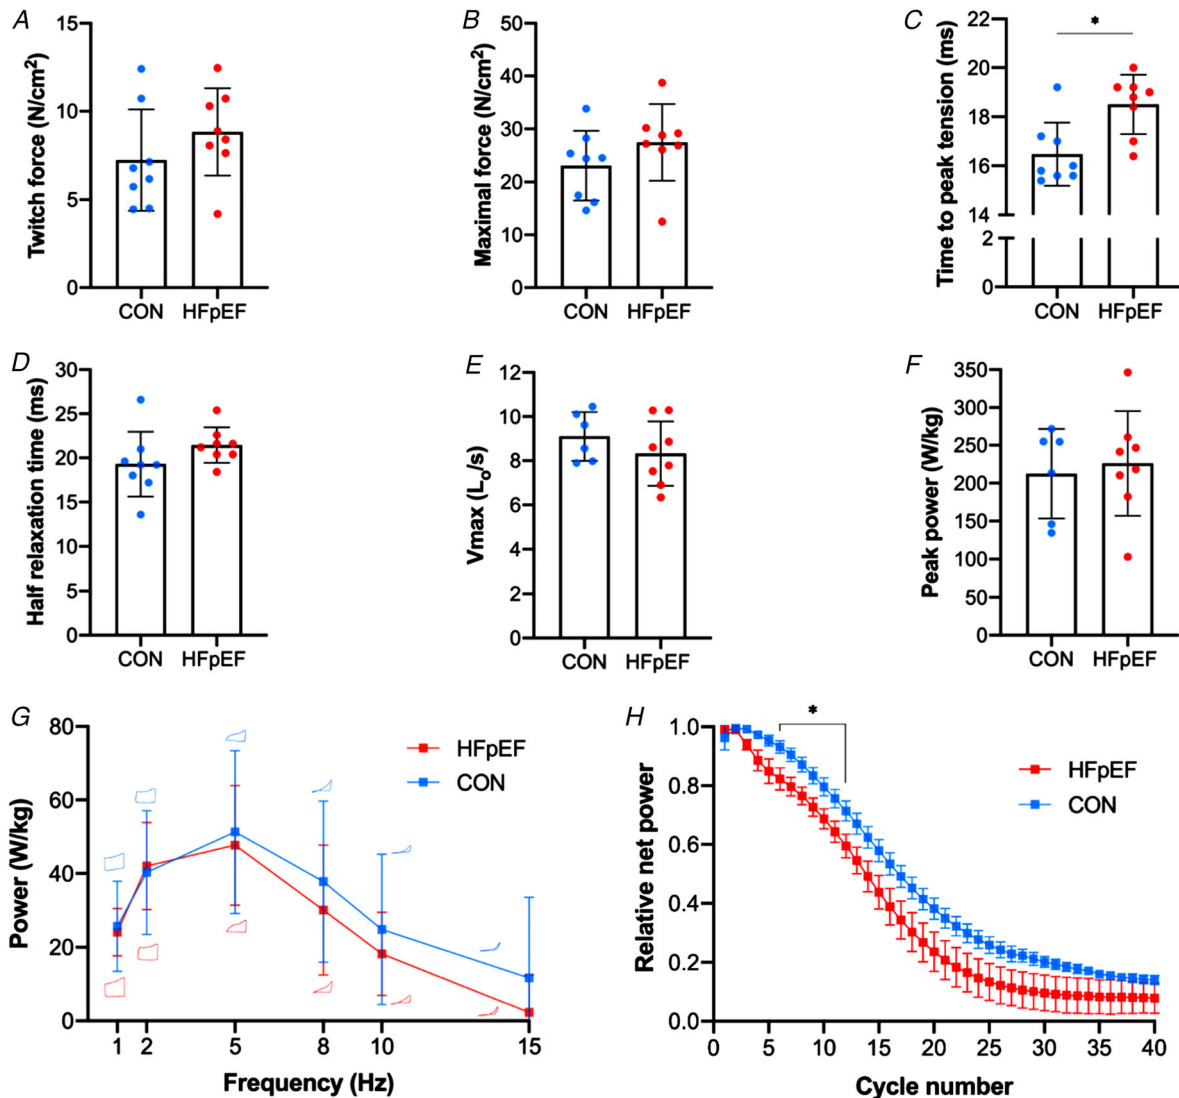 A
Twitch force (N/cm²)
15
10
5
0
CON HFpEF
B
Maximal force (N/cm²)
50
40
30
20
10
0
CON HFpEF
C
Time to peak tension (ms)
22
20
18
16
14
2
0
*
CON HFpEF
D
Half relaxation time (ms)
30
25
20
15
10
5
0
CON HFpEF
E
Vmax (Lo/s)
12
10
8
6
4
2
0
CON HFpEF
F
Peak power (W/kg)
350
300
250
200
150
100
50
0
CON HFpEF
G
Power (W/kg)
80
60
40
20
0
HFpEF
CON
1 2 5 8 10 15
Frequency (Hz)
H
Relative net power
1.0
0.8
0.6
0.4
0.2
0.0
*
HFpEF
CON
0 5 10 15 20 25 30 35 40
Cycle number